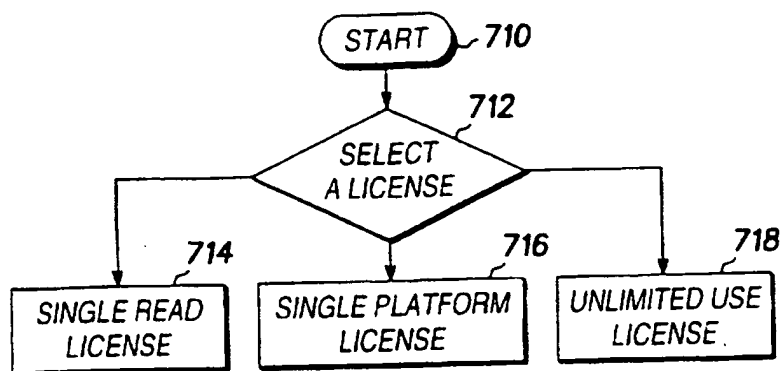 START
710
712
SELECT
A LICENSE
714
716
718
SINGLE READ
LICENSE
SINGLE PLATFORM
LICENSE
UNLIMITED USE
LICENSE